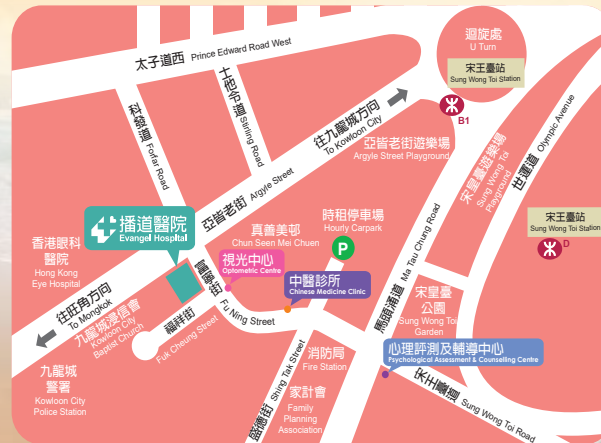 太子道西 Prince Edward Road West
迴旋處
U Turn
宋王臺站
Sung Wong Toi Station
B1
科發道
Forfar Road
士他令道
Stirling Road
往九龍城方向
To Kowloon City
亞皆老街 Argyle Street
亞皆老街遊樂場
Argyle Street Playground
宋皇臺遊樂場
Sung Wong Toi
Playground
世運道 Olympic Avenue
播道醫院
Evangel Hospital
真善美邨
Chun Seen Mei Chuen
時租停車場
Hourly Carpark
P
宋王臺站
Sung Wong Toi Station
D
香港眼科
醫院
Hong Kong
Eye Hospital
視光中心
Optometric Centre
中醫診所
Chinese Medicine Clinic
馬頭涌道 Ma Tau Chung Road
往旺角方向
To Mongkok
九龍城浸信會
Kowloon City
Baptist Church
福祥街
Fuk Cheung Street
富寧街
Fu Ning Street
宋皇臺
公園
Sung Wong Toi
Garden
九龍城
警署
Kowloon City
Police Station
消防局
Fire Station
心理評測及輔導中心
Psychological Assessment & Counselling Centre
盛德街 Shing Tak Street
家計會
Family
Planning
Association
宋王臺道 Sung Wong Toi Road